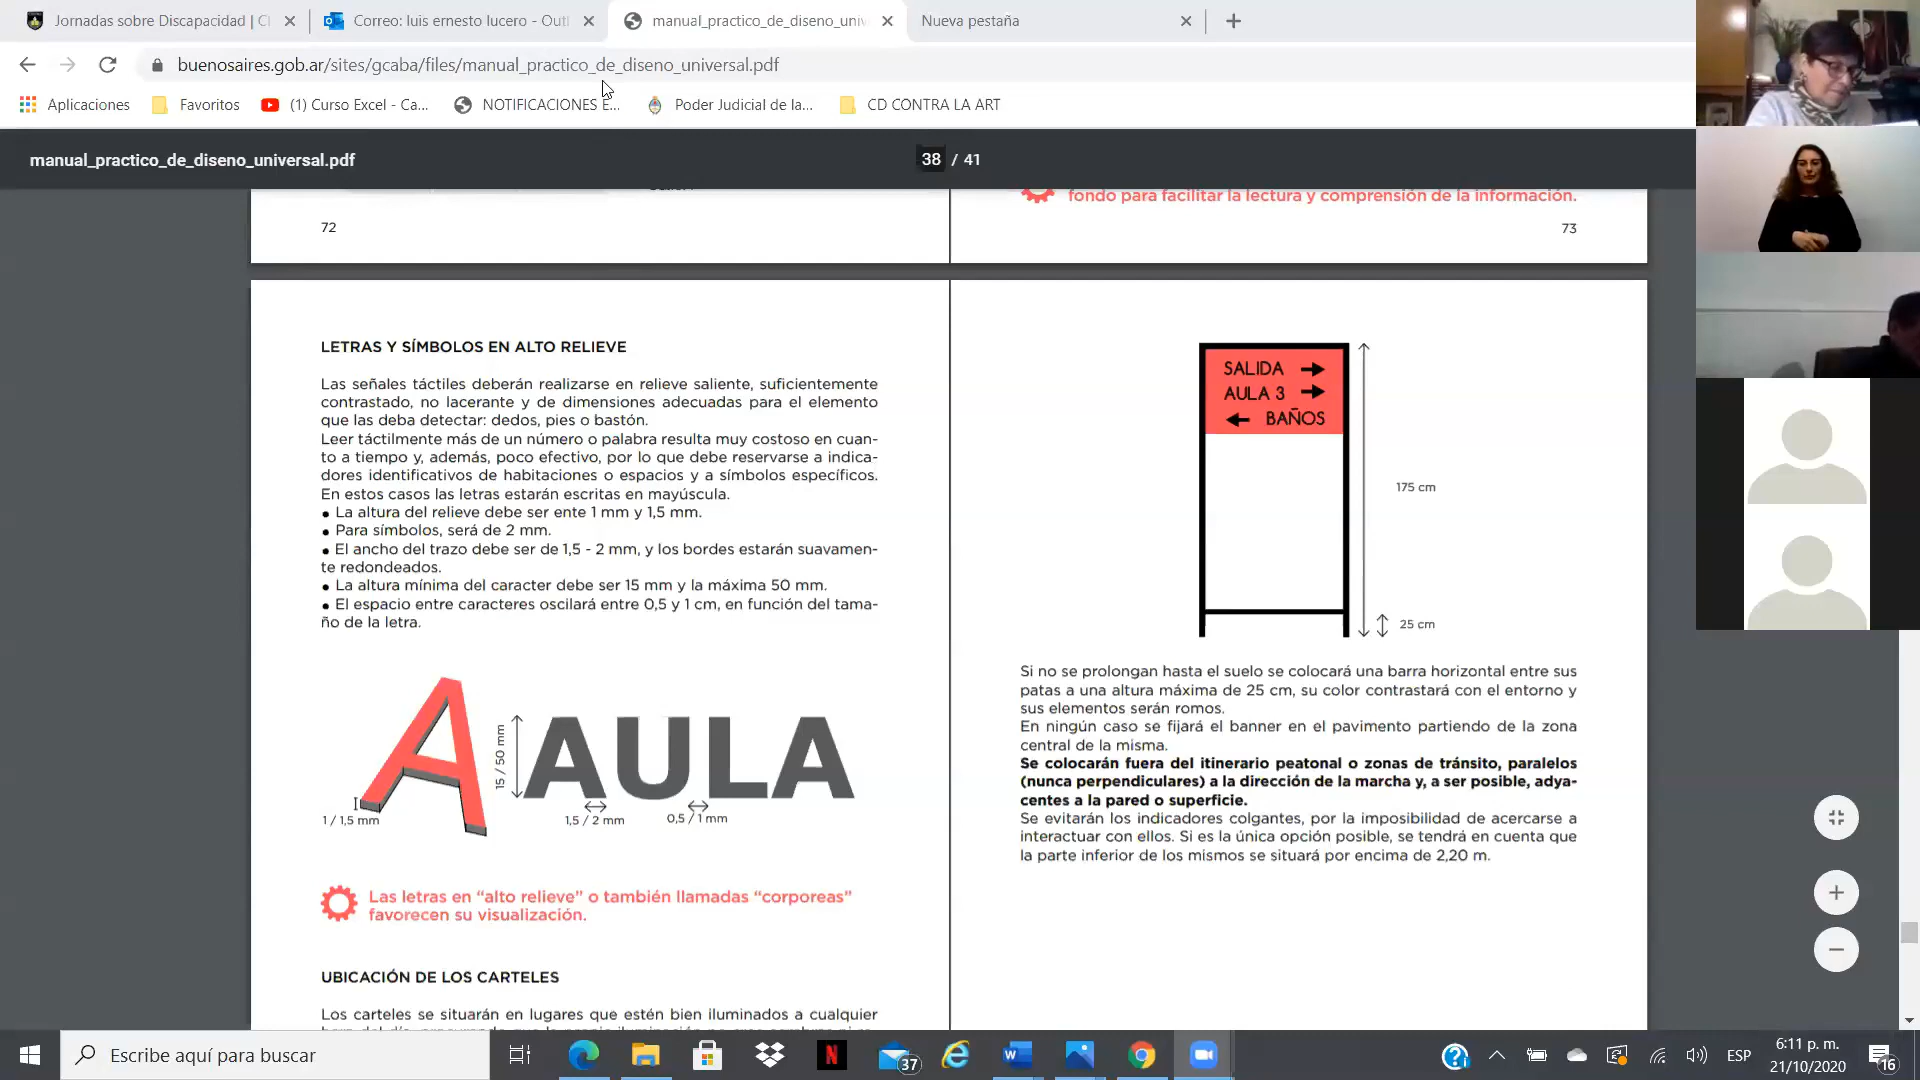 Jornadas sobre Discapacidad | Cl
Correo: luis ernesto lucero - Outl
manual_practico_de_diseno_univ
Nueva pestaña
buenosaires.gob.ar/sites/gcaba/files/manual_practico_de_diseno_universal.pdf
Aplicaciones
Favoritos
(1) Curso Excel - Ca...
NOTIFICACIONES E...
Poder Judicial de la...
CD CONTRA LA ART
manual_practico_de_diseno_universal.pdf
38 / 41
72
fondo para facilitar la lectura y comprensión de la información.
73
LETRAS Y SÍMBOLOS EN ALTO RELIEVE
Las señales táctiles deberán realizarse en relieve saliente, suficientemente
contrastado, no lacerante y de dimensiones adecuadas para el elemento
que las deba detectar: dedos, pies o bastón.
Leer táctilmente más de un número o palabra resulta muy costoso en cuan-
to a tiempo y, además, poco efectivo, por lo que debe reservarse a indica-
dores identificativos de habitaciones o espacios y a símbolos específicos.
En estos casos las letras estarán escritas en mayúscula.
• La altura del relieve debe ser ente 1 mm y 1,5 mm.
• Para símbolos, será de 2 mm.
• El ancho del trazo debe ser de 1,5 - 2 mm, y los bordes estarán suavamen-
te redondeados.
• La altura mínima del caracter debe ser 15 mm y la máxima 50 mm.
• El espacio entre caracteres oscilará entre 0,5 y 1 cm, en función del tama-
ño de la letra.
A
1 / 1,5 mm
15 / 50 mm
AULA
1,5 / 2 mm
0,5 / 1 mm
Las letras en “alto relieve” o también llamadas “corporeas”
favorecen su visualización.
UBICACIÓN DE LOS CARTELES
Los carteles se situarán en lugares que estén bien iluminados a cualquier
SALIDA →
AULA 3 →
← BAÑOS
175 cm
25 cm
Si no se prolongan hasta el suelo se colocará una barra horizontal entre sus
patas a una altura máxima de 25 cm, su color contrastará con el entorno y
sus elementos serán romos.
En ningún caso se fijará el banner en el pavimento partiendo de la zona
central de la misma.
Se colocarán fuera del itinerario peatonal o zonas de tránsito, paralelos
(nunca perpendiculares) a la dirección de la marcha y, a ser posible, adya-
centes a la pared o superficie.
Se evitarán los indicadores colgantes, por la imposibilidad de acercarse a
interactuar con ellos. Si es la única opción posible, se tendrá en cuenta que
la parte inferior de los mismos se situará por encima de 2,20 m.
Escribe aquí para buscar
37
ESP
6:11 p. m.
21/10/2020
16